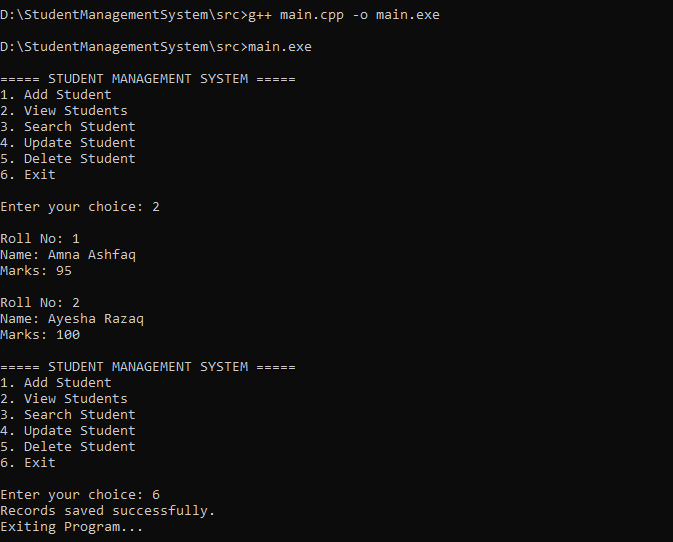 D:\StudentManagementSystem\src>g++ main.cpp -o main.exe
D:\StudentManagementSystem\src>main.exe
===== STUDENT MANAGEMENT SYSTEM =====
1. Add Student
2. View Students
3. Search Student
4. Update Student
5. Delete Student
6. Exit
Enter your choice: 2
Roll No: 1
Name: Amna Ashfaq
Marks: 95
Roll No: 2
Name: Ayesha Razaq
Marks: 100
===== STUDENT MANAGEMENT SYSTEM =====
1. Add Student
2. View Students
3. Search Student
4. Update Student
5. Delete Student
6. Exit
Enter your choice: 6
Records saved successfully.
Exiting Program...